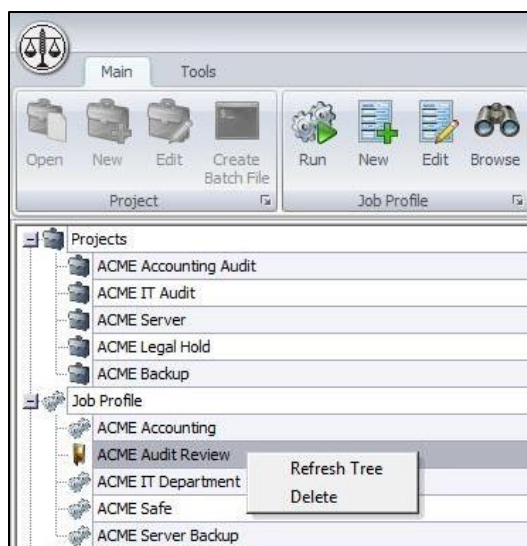 Main Tools
Open New Edit Create Batch File Run New Edit Browse
Project Job Profile
Projects
ACME Accounting Audit
ACME IT Audit
ACME Server
ACME Legal Hold
ACME Backup
Job Profile
ACME Accounting
ACME Audit Review
Refresh Tree
ACME IT Department
Delete
ACME Safe
ACME Server Backup